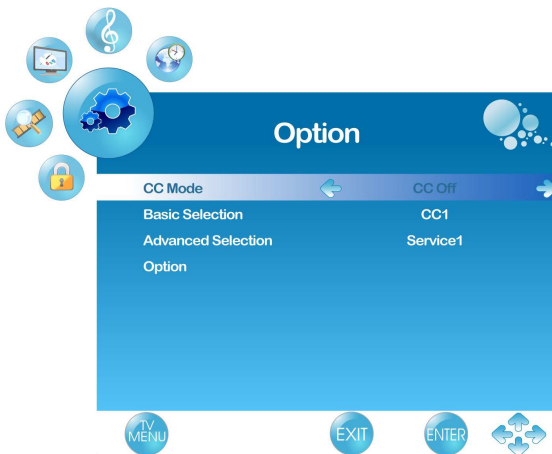 Option
CC Mode CC Off
Basic Selection CC1
Advanced Selection Service1
Option
TV
MENU EXIT ENTER